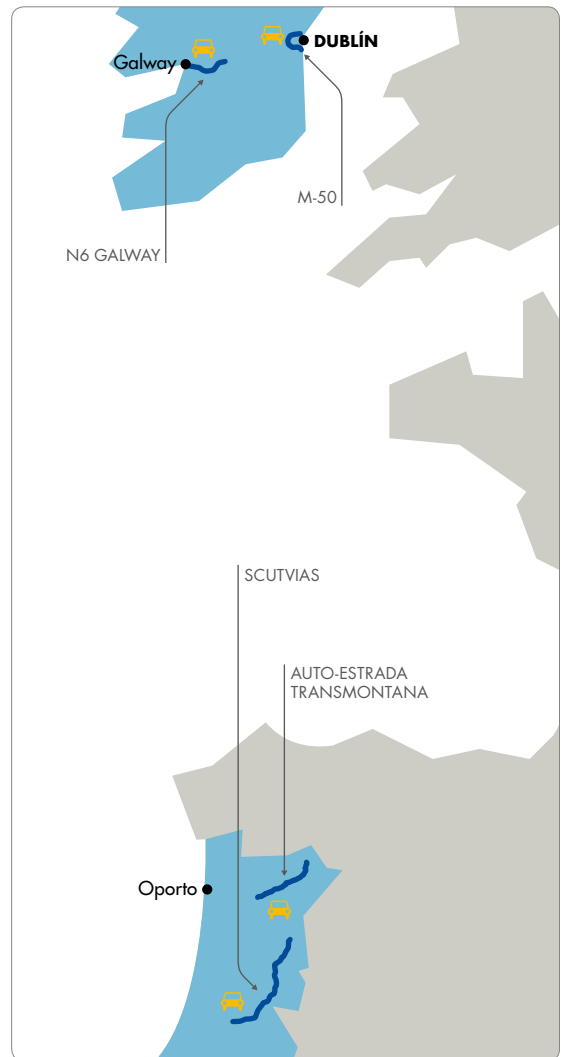 DUBLÍN
Galway
M-50
N6 GALWAY
SCUTVIAS
AUTO-ESTRADA
TRANSMONTANA
Oporto